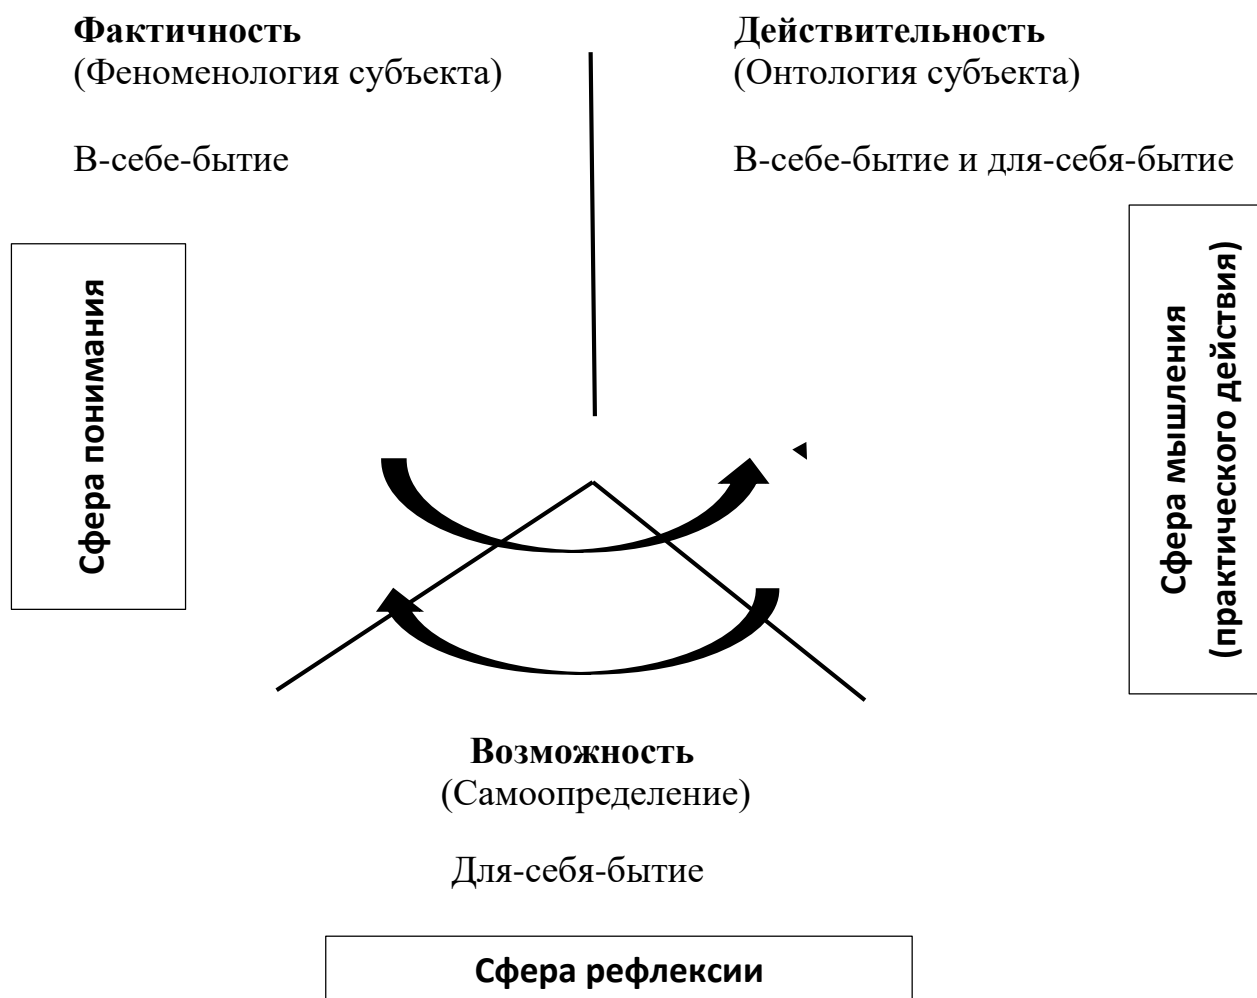 Фактичность
(Феноменология субъекта)
В-себе-бытие
Действительность
(Онтология субъекта)
В-себе-бытие и для-себя-бытие
Сфера понимания
Сфера мышления
(практического действия)
Возможность
(Самоопределение)
Для-себя-бытие
Сфера рефлексии